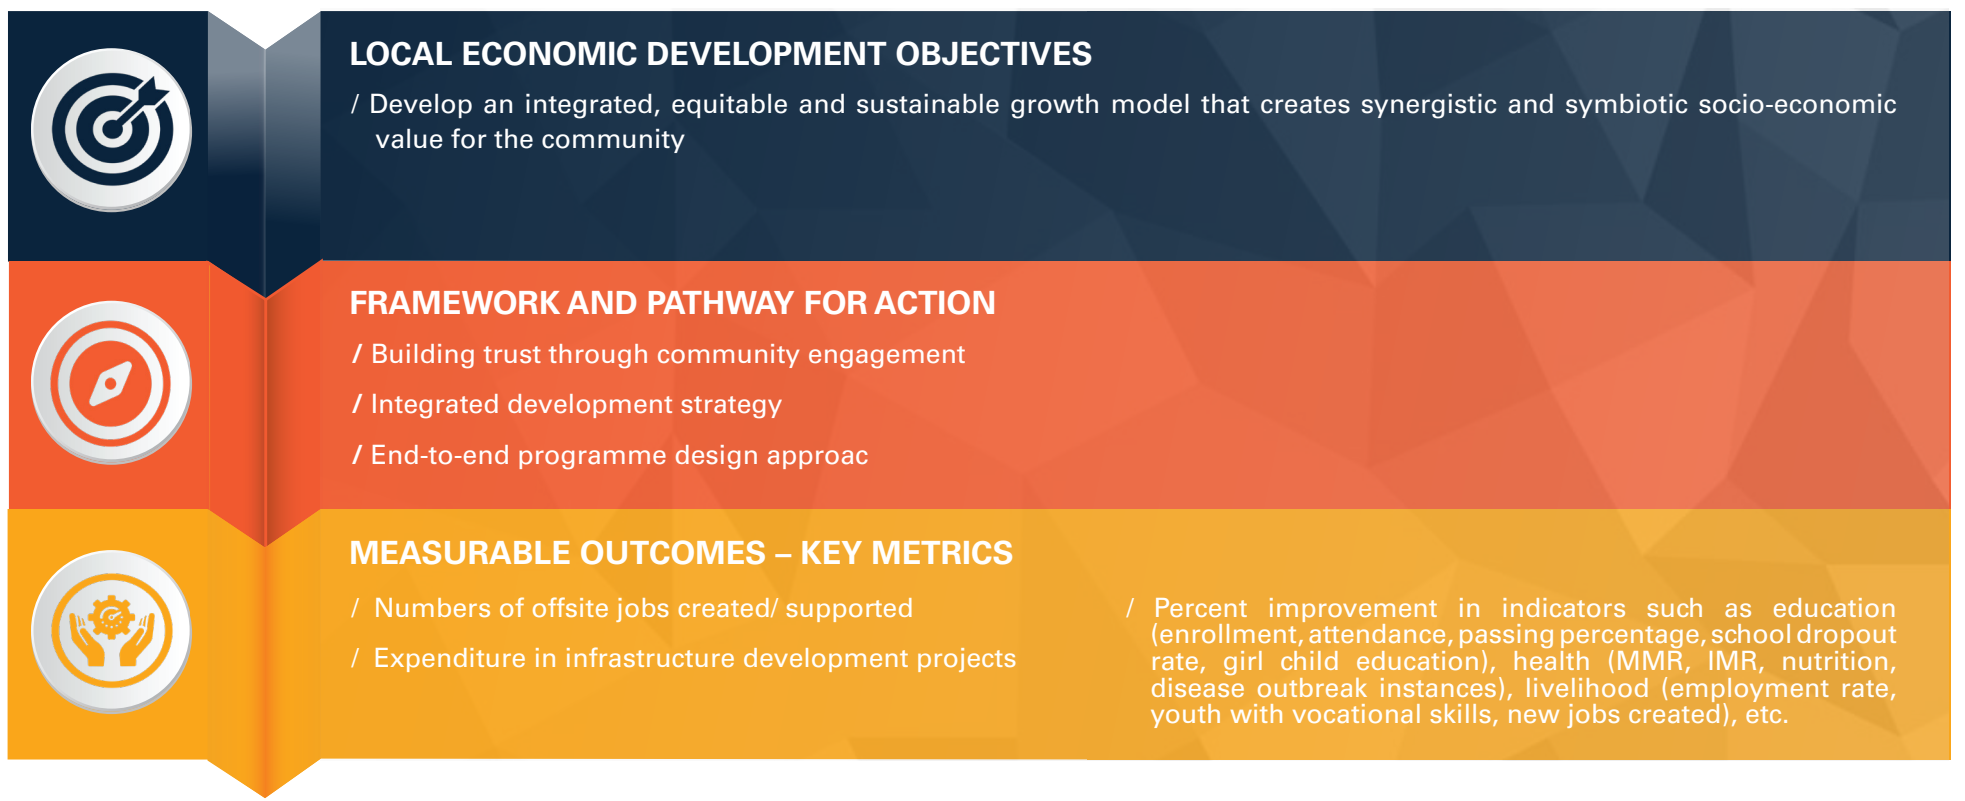 LOCAL ECONOMIC DEVELOPMENT OBJECTIVES
/ Develop an integrated, equitable and sustainable growth model that creates synergistic and symbiotic socio-economic
value for the community
FRAMEWORK AND PATHWAY FOR ACTION
/ Building trust through community engagement
/ Integrated development strategy
/ End-to-end programme design approac
MEASURABLE OUTCOMES – KEY METRICS
/ Numbers of offsite jobs created/ supported
/ Expenditure in infrastructure development projects
/ Percent improvement in indicators such as education
(enrollment, attendance, passing percentage, school dropout
rate, girl child education), health (MMR, IMR, nutrition,
disease outbreak instances), livelihood (employment rate,
youth with vocational skills, new jobs created), etc.